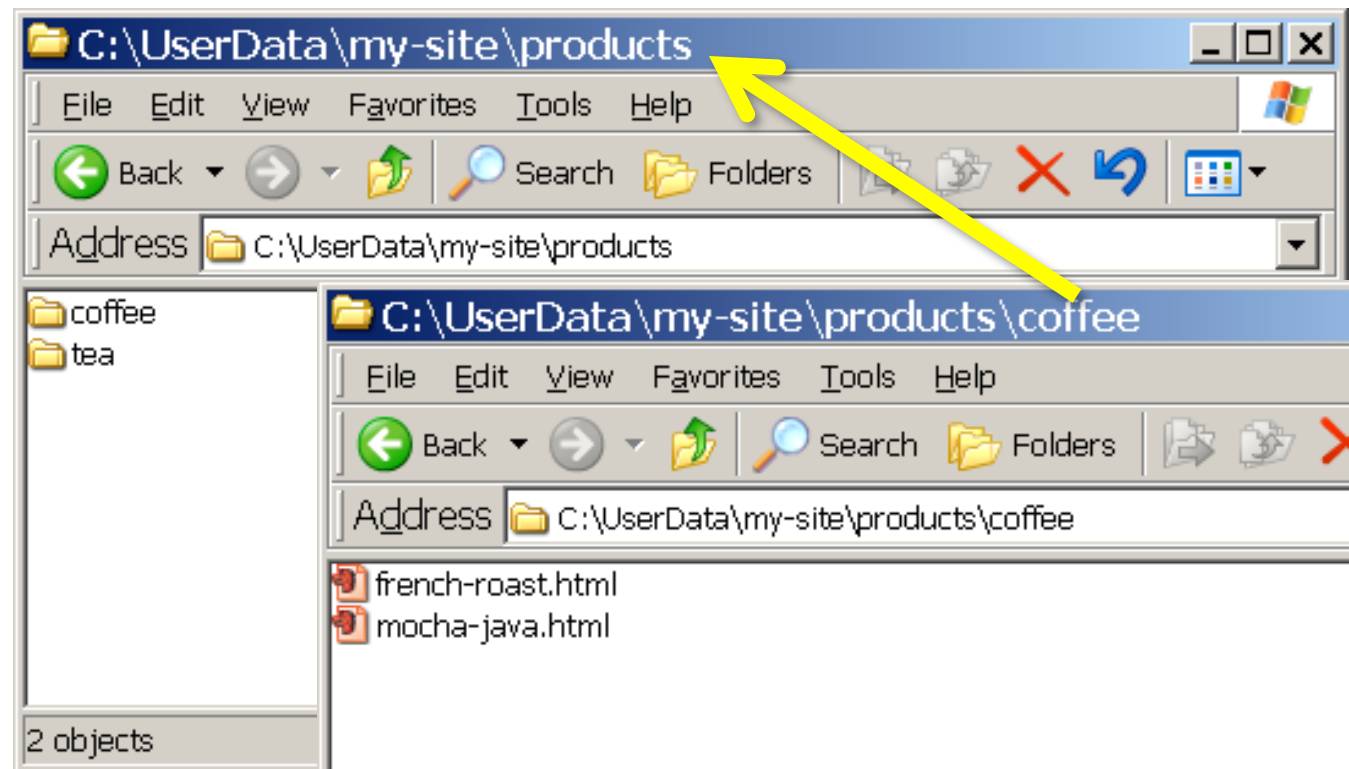 C:\UserData\my-site\products
File Edit View Favorites Tools Help
Back Search Folders
Address C:\UserData\my-site\products
coffee
tea
2 objects
C:\UserData\my-site\products\coffee
File Edit View Favorites Tools Help
Back Search Folders
Address C:\UserData\my-site\products\coffee
french-roast.html
mocha-java.html